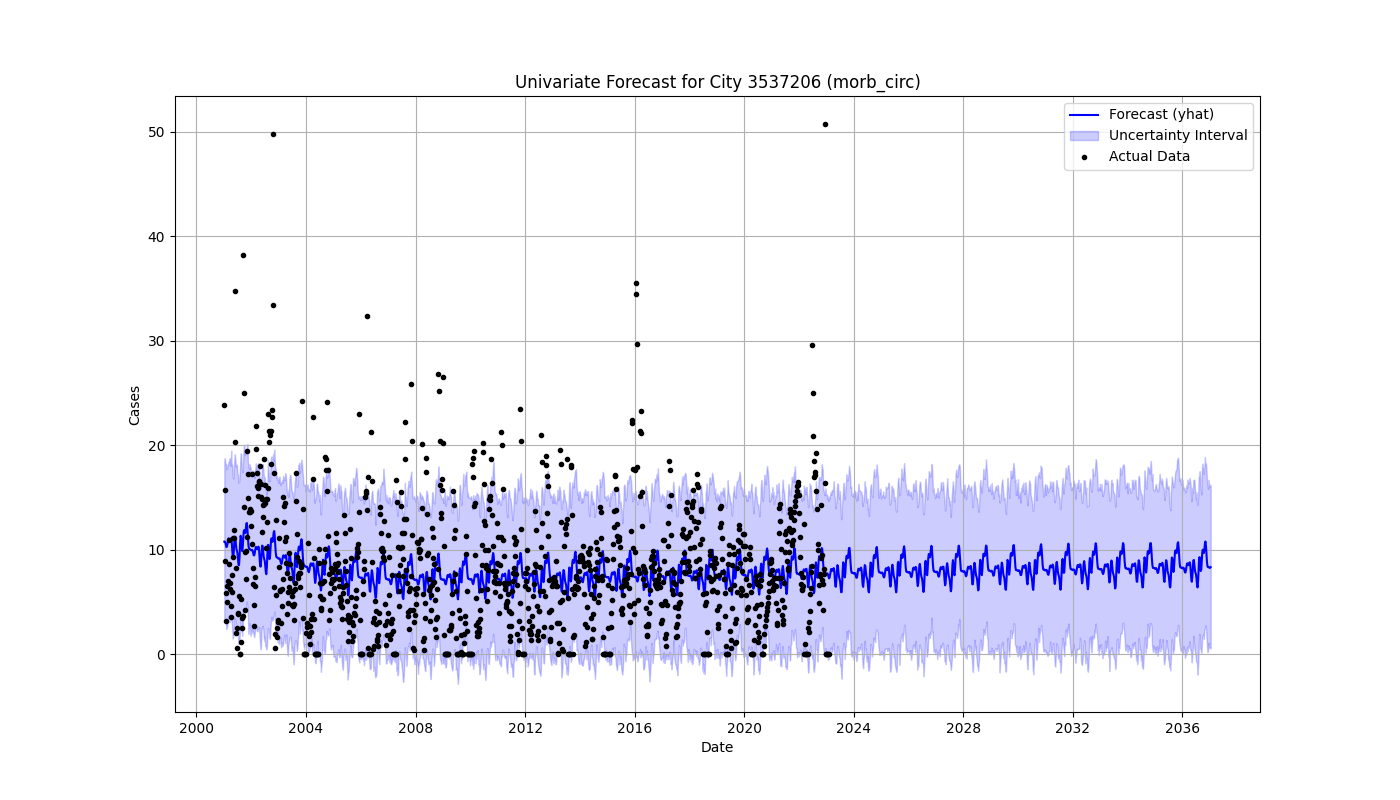 Univariate Forecast for City 3537206 (morb_circ)
Forecast (yhat)
Uncertainty Interval
Actual Data
Cases
50
40
30
20
10
0
2000 2004 2008 2012 2016 2020 2024 2028 2032 2036
Date